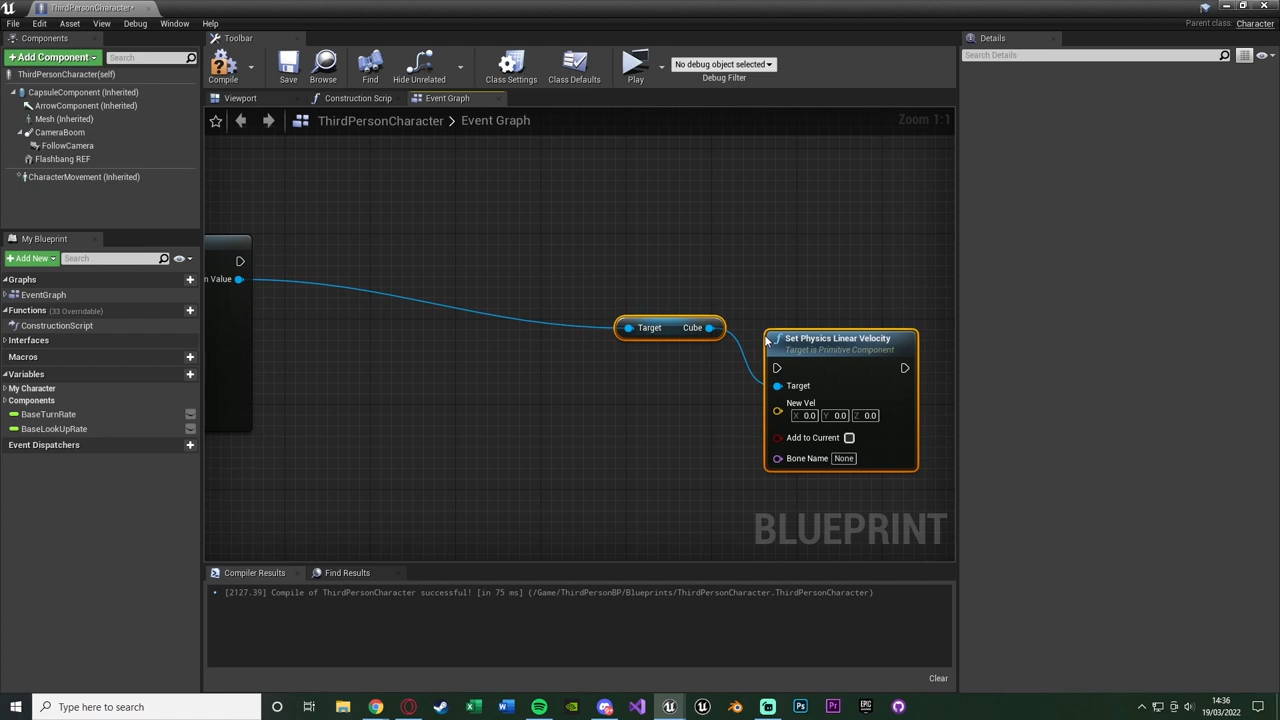 ThirdPersonCharacter*
File Edit Asset View Debug Window Help
Parent class: Character
Components
Toolbar
Details
+Add Component
Search
Search Details
ThirdPersonCharacter(self)
CapsuleComponent (Inherited)
ArrowComponent (Inherited)
Mesh (Inherited)
CameraBoom
FollowCamera
Flashbang REF
CharacterMovement (Inherited)
Compile
Save
Browse
Find
Hide Unrelated
Class Settings
Class Defaults
Play
No debug object selected
Debug Filter
Viewport
Construction Scrip
Event Graph
ThirdPersonCharacter > Event Graph
Zoom 1:1
My Blueprint
+Add New
Search
Graphs
EventGraph
Functions (33 Overridable)
ConstructionScript
Interfaces
Macros
Variables
My Character
Components
BaseTurnRate
BaseLookUpRate
Event Dispatchers
n Value
Target Cube
Set Physics Linear Velocity
Target is Primitive Component
Target
New Vel
X 0.0 Y 0.0 Z 0.0
Add to Current
Bone Name None
BLUEPRINT
Compiler Results
Find Results
[2127.39] Compile of ThirdPersonCharacter successful! [in 75 ms] (/Game/ThirdPersonBP/Blueprints/ThirdPersonCharacter.ThirdPersonCharacter)
Clear
Type here to search
14:36
19/03/2022